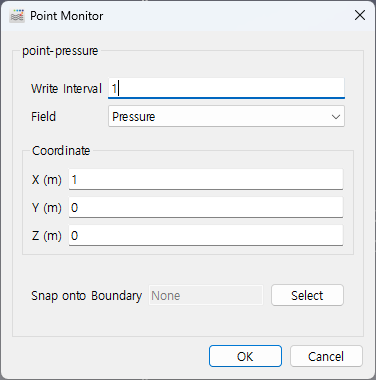 Point Monitor
point-pressure
Write Interval 1
Field Pressure
Coordinate
X (m) 1
Y (m) 0
Z (m) 0
Snap onto Boundary None Select
OK Cancel